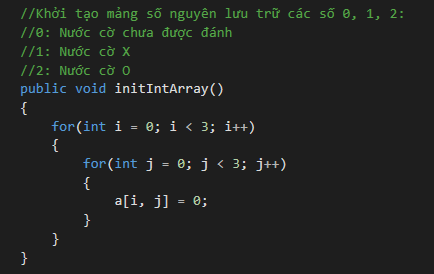 //Khởi tạo mảng số nguyên lưu trữ các số 0, 1, 2:
//0: Nước cờ chưa được đánh
//1: Nước cờ X
//2: Nước cờ O
public void initIntArray()
{
    for(int i = 0; i < 3; i++)
    {
        for(int j = 0; j < 3; j++)
        {
            a[i, j] = 0;
        }
    }
}